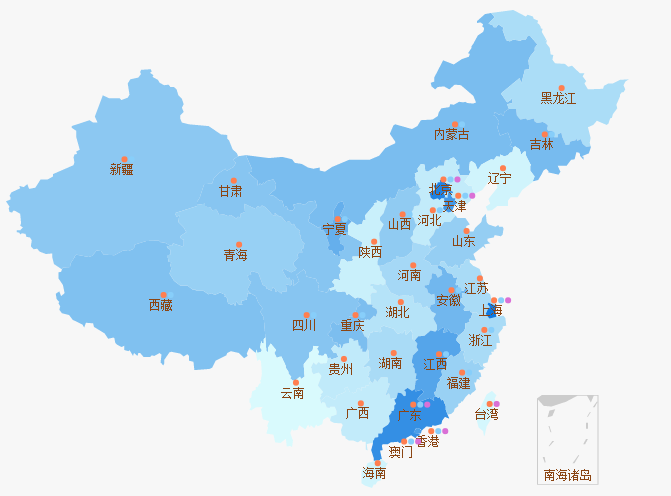 黑龙江
内蒙古
吉林
新疆
辽宁
甘肃
北京
天津
河北
宁夏
山西
山东
陕西
青海
河南
江苏
西藏
安徽
上海
湖北
四川
重庆
浙江
湖南
江西
贵州
福建
云南
广西
广东
台湾
香港
澳门
海南
南海诸岛